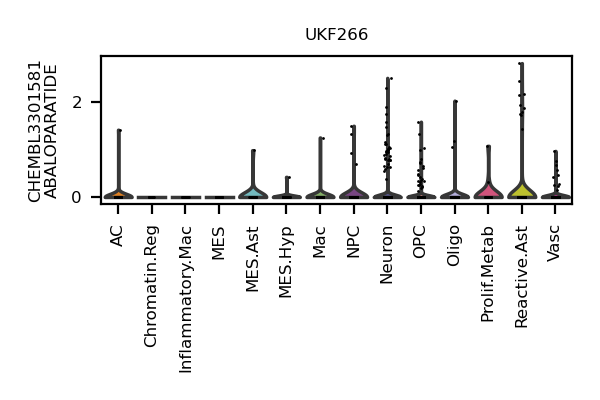 UKF266
CHEMBL3301581
ABALOPARATIDE
2
0
AC
Chromatin.Reg
Inflammatory.Mac
MES
MES.Ast
MES.Hyp
Mac
NPC
Neuron
OPC
Oligo
Prolif.Metab
Reactive.Ast
Vasc